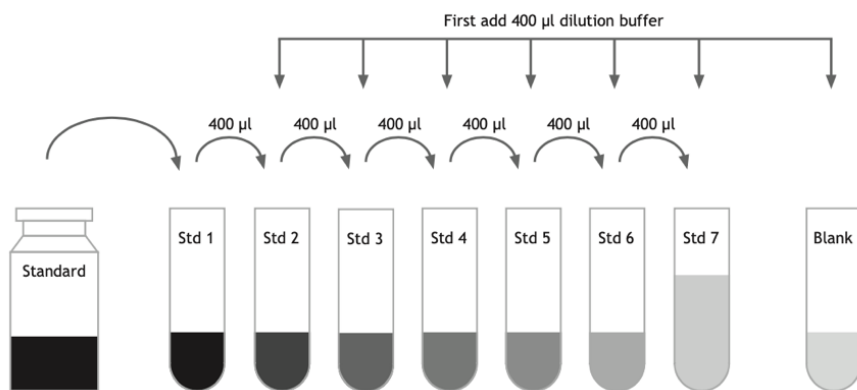 First add 400 µl dilution buffer
400 µl 400 µl 400 µl 400 µl 400 µl 400 µl
Std 1 Std 2 Std 3 Std 4 Std 5 Std 6 Std 7 Blank
Standard